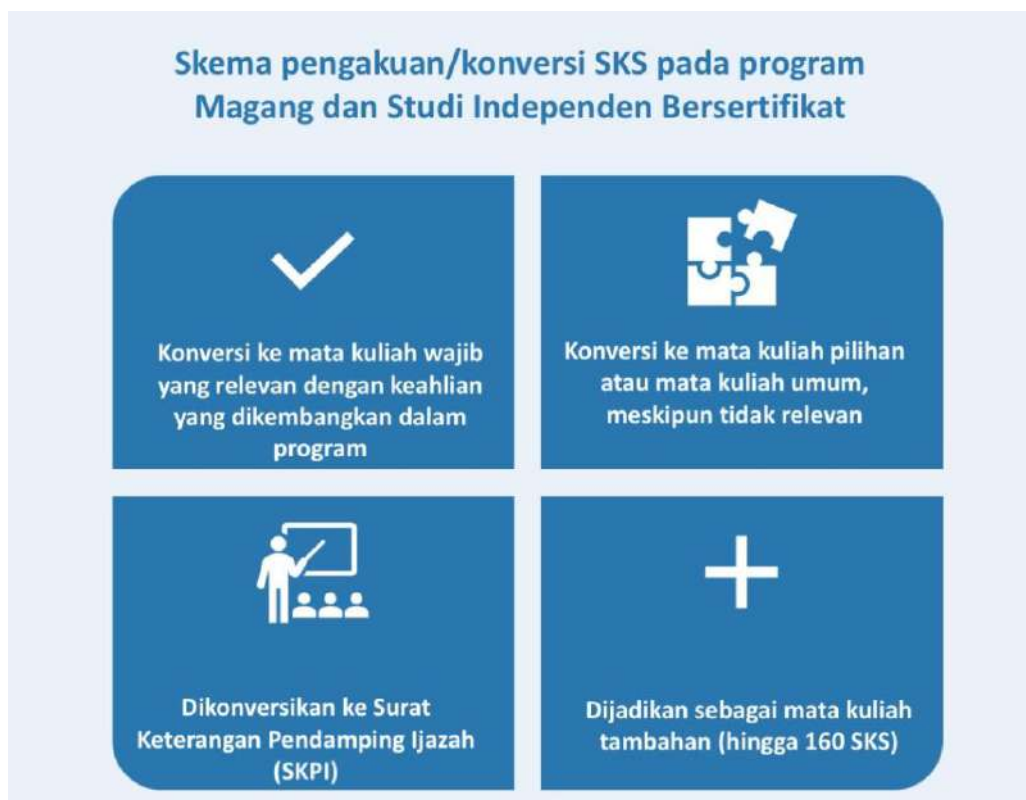 Skema pengakuan/konversi SKS pada program
Magang dan Studi Independen Bersertifikat
Konversi ke mata kuliah wajib
yang relevan dengan keahlian
yang dikembangkan dalam
program
Konversi ke mata kuliah pilihan
atau mata kuliah umum,
meskipun tidak relevan
Dikonversikan ke Surat
Keterangan Pendamping Ijazah
(SKPI)
Dijadikan sebagai mata kuliah
tambahan (hingga 160 SKS)